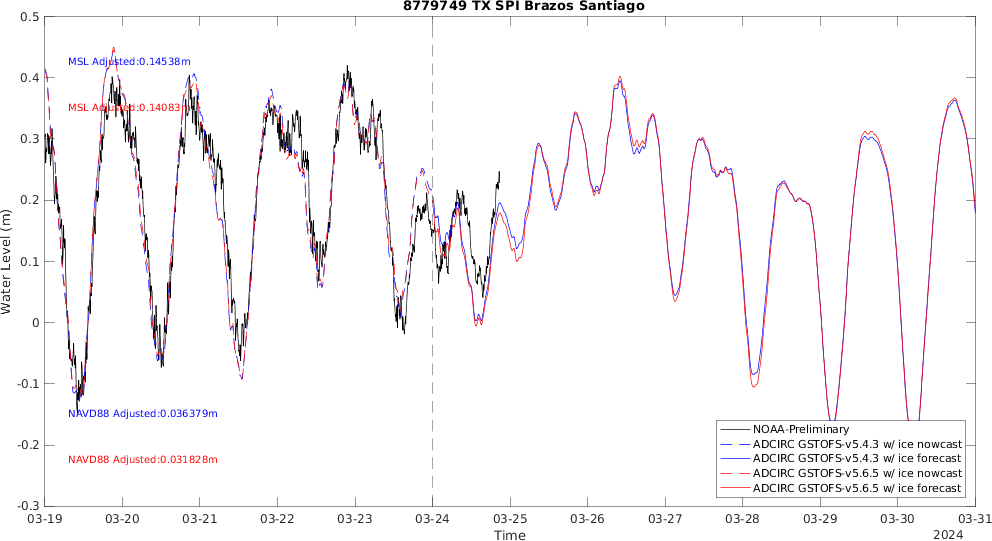 8779749 TX SPI Brazos Santiago
0.5
0.4
0.3
0.2
0.1
0
-0.1
-0.2
-0.3
Water Level (m)
MSL Adjusted:0.14538m
MSL Adjusted:0.14083m
NAVD88 Adjusted:0.036379m
NAVD88 Adjusted:0.031828m
NOAA-Preliminary
ADCIRC GSTOFS-v5.4.3 w/ ice nowcast
ADCIRC GSTOFS-v5.4.3 w/ ice forecast
ADCIRC GSTOFS-v5.6.5 w/ ice nowcast
ADCIRC GSTOFS-v5.6.5 w/ ice forecast
03-19 03-20 03-21 03-22 03-23 03-24 03-25 03-26 03-27 03-28 03-29 03-30 03-31
Time
2024